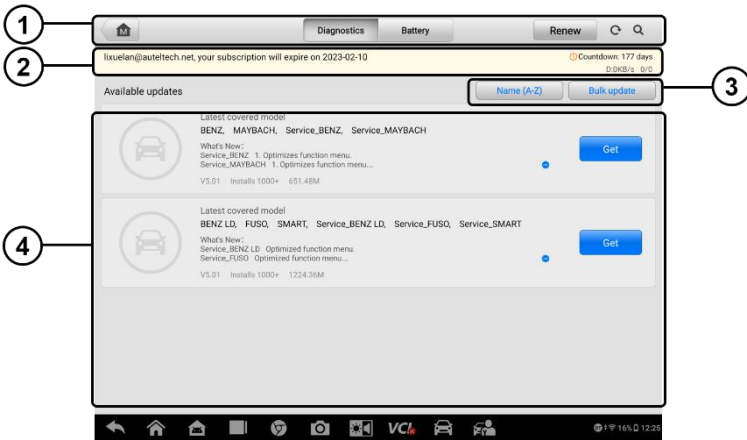 1
Diagnostics Battery Renew
2
lixuelan@auteltech.net, your subscription will expire on 2023-02-10 Countdown: 177 days
D:0KB/s 0/0
3
Available updates Name (A-Z) Bulk update
4
Latest covered model
BENZ, MAYBACH, Service_BENZ, Service_MAYBACH
What's New:
Service_BENZ 1. Optimizes function menu.
Service_MAYBACH 1. Optimizes function menu...
Get
V5.01 Installs 1000+ 651.48M
Latest covered model
BENZ LD, FUSO, SMART, Service_BENZ LD, Service_FUSO, Service_SMART
What's New:
Service_BENZ LD Optimized function menu.
Service_FUSO Optimized function menu...
Get
V5.01 Installs 1000+ 1224.36M
VCI 16% 12:25